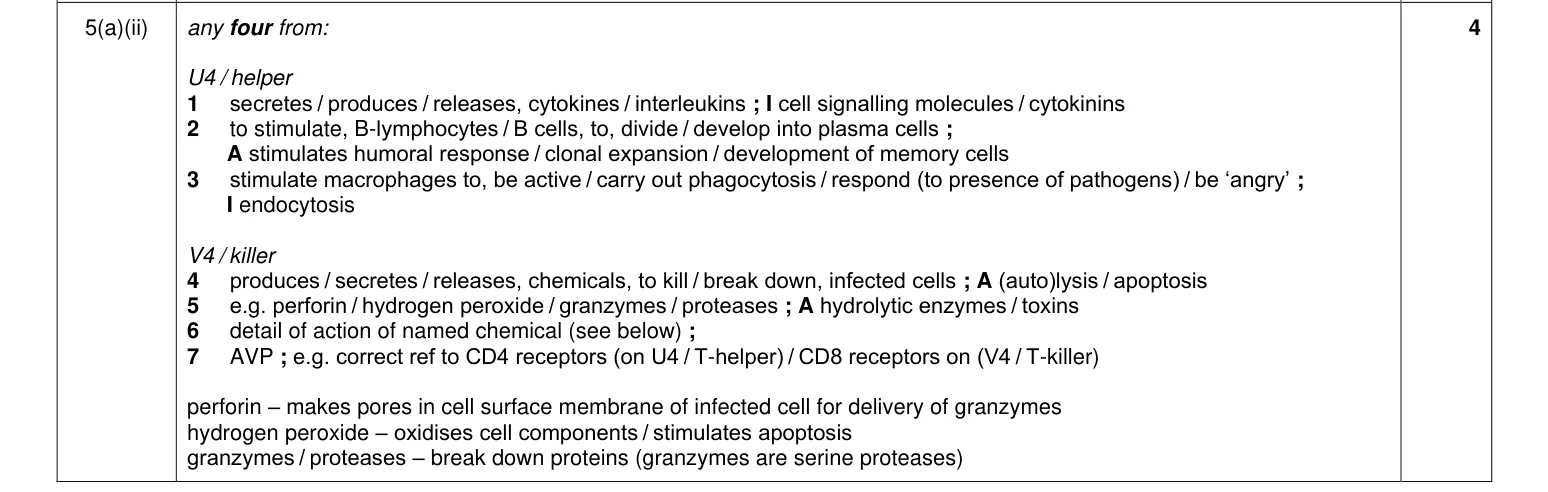 5(a)(ii) any four from: 4
U4 / helper
1 secretes / produces / releases, cytokines / interleukins ; I cell signalling molecules / cytokinins
2 to stimulate, B-lymphocytes / B cells, to, divide / develop into plasma cells ;
A stimulates humoral response / clonal expansion / development of memory cells
3 stimulate macrophages to, be active / carry out phagocytosis / respond (to presence of pathogens) / be ‘angry’ ;
I endocytosis
V4 / killer
4 produces / secretes / releases, chemicals, to kill / break down, infected cells ; A (auto)lysis / apoptosis
5 e.g. perforin / hydrogen peroxide / granzymes / proteases ; A hydrolytic enzymes / toxins
6 detail of action of named chemical (see below) ;
7 AVP ; e.g. correct ref to CD4 receptors (on U4 / T-helper) / CD8 receptors on (V4 / T-killer)
perforin – makes pores in cell surface membrane of infected cell for delivery of granzymes
hydrogen peroxide – oxidises cell components / stimulates apoptosis
granzymes / proteases – break down proteins (granzymes are serine proteases)